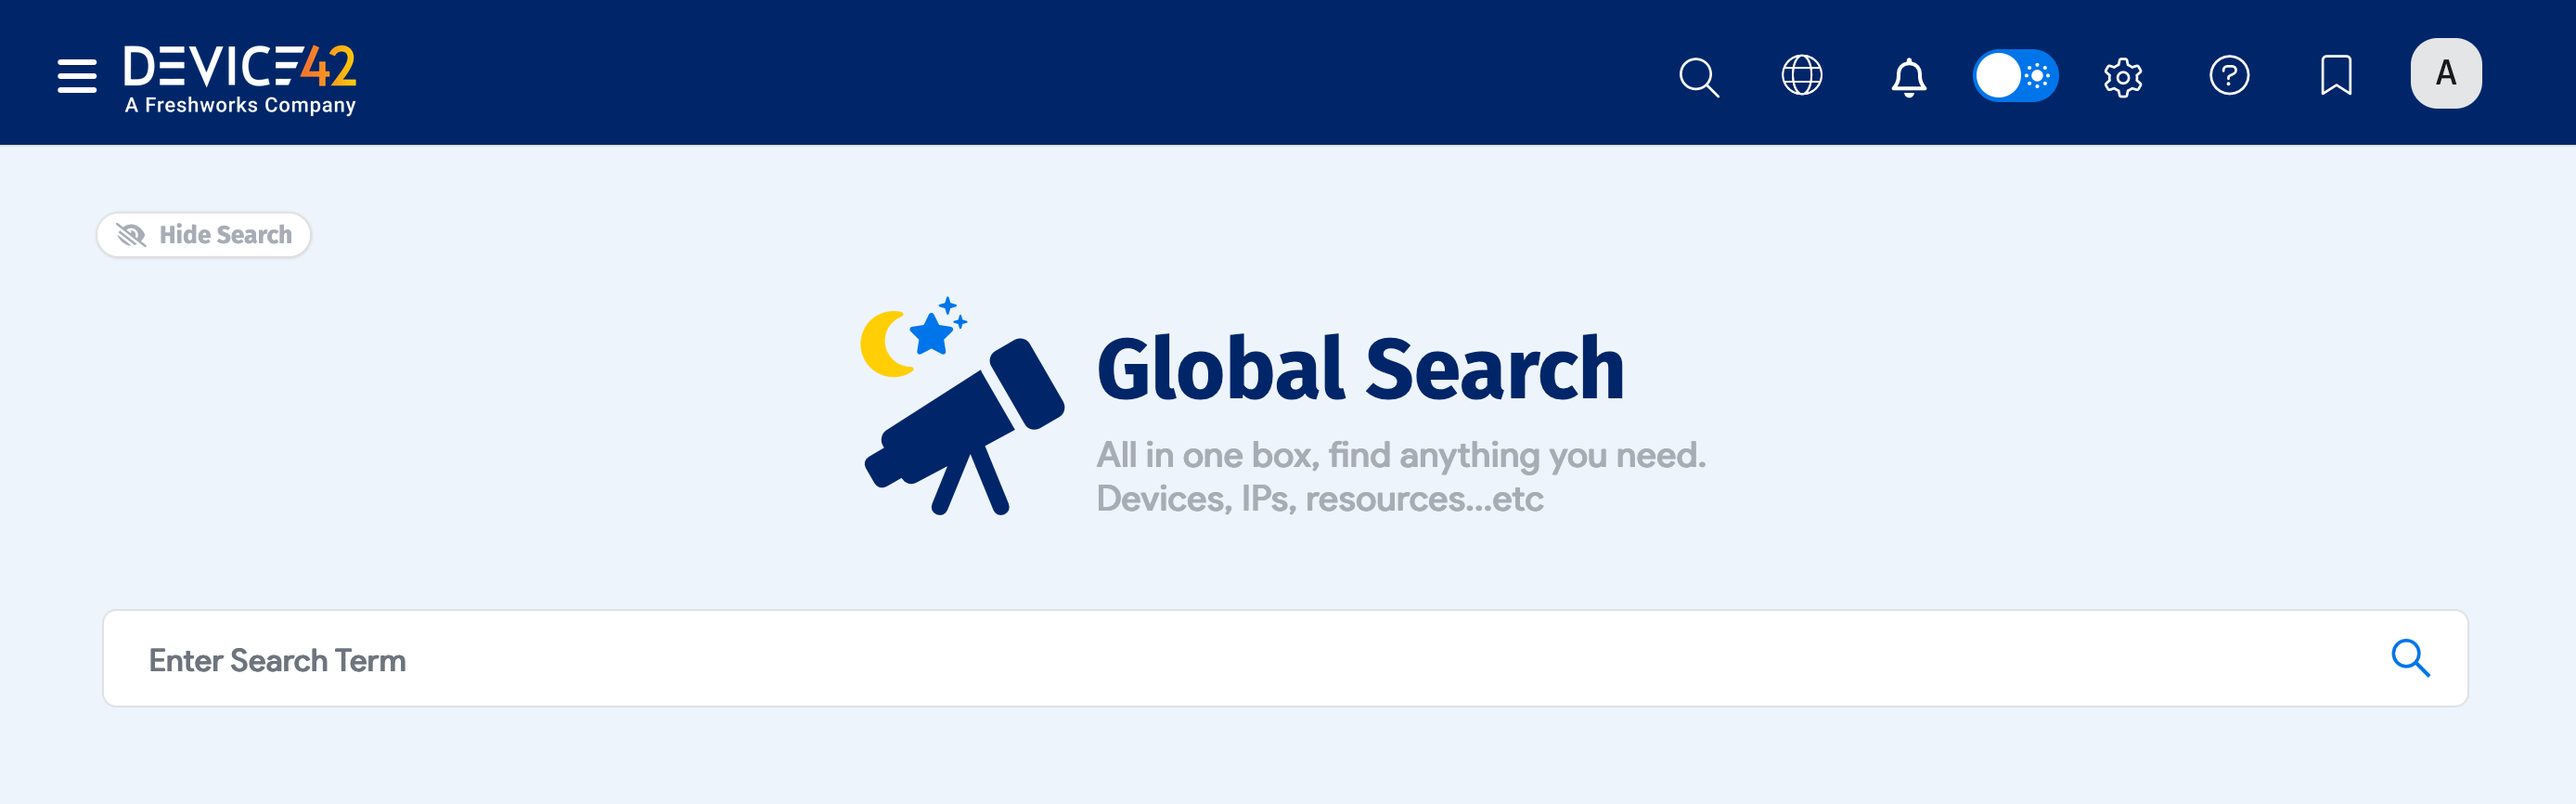 DEVICE42
A Freshworks Company
A
Hide Search
Global Search
All in one box, find anything you need.
Devices, IPs, resources...etc
Enter Search Term